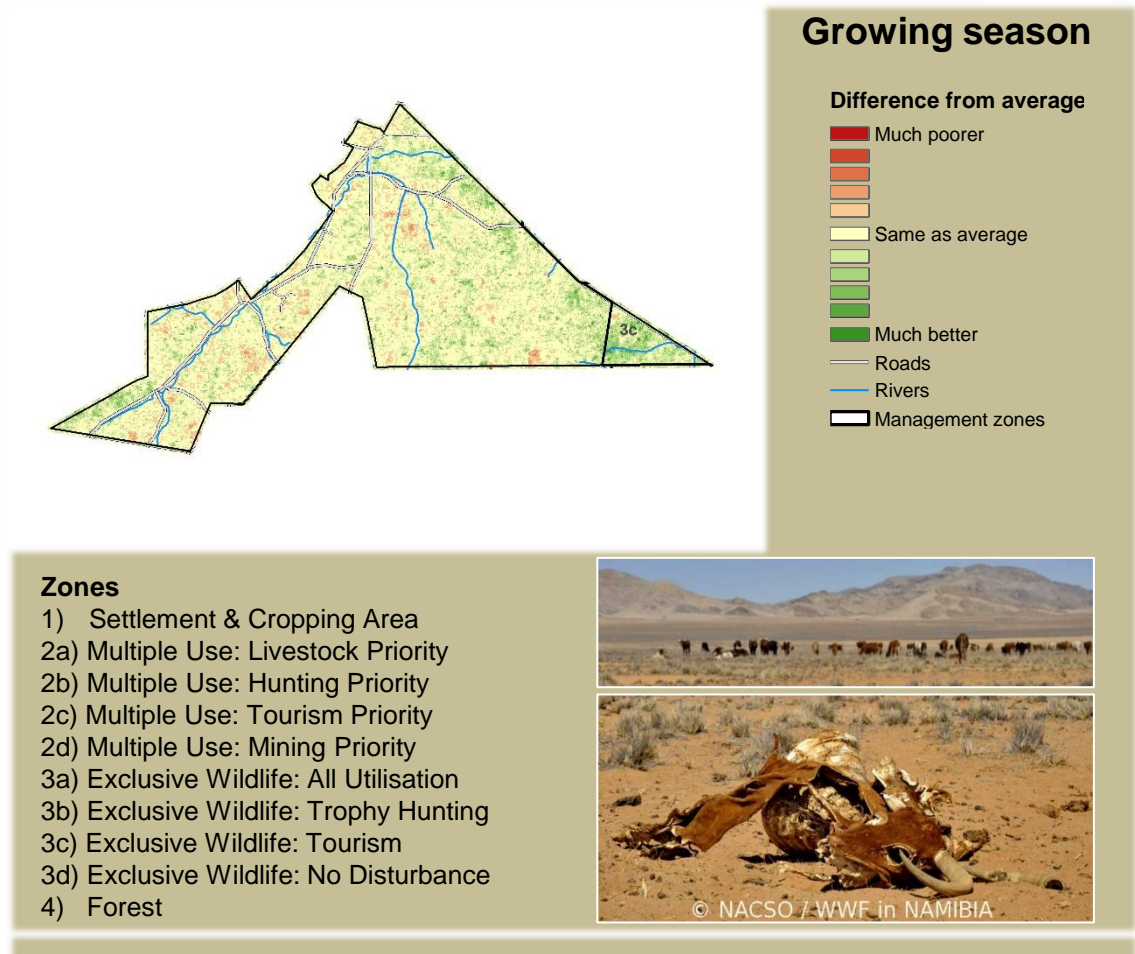 Growing season
Difference from average
Much poorer
Same as average
Much better
Roads
Rivers
Management zones
3c
Zones
1) Settlement & Cropping Area
2a) Multiple Use: Livestock Priority
2b) Multiple Use: Hunting Priority
2c) Multiple Use: Tourism Priority
2d) Multiple Use: Mining Priority
3a) Exclusive Wildlife: All Utilisation
3b) Exclusive Wildlife: Trophy Hunting
3c) Exclusive Wildlife: Tourism
3d) Exclusive Wildlife: No Disturbance
4) Forest
© NACSO / WWF in NAMIBIA